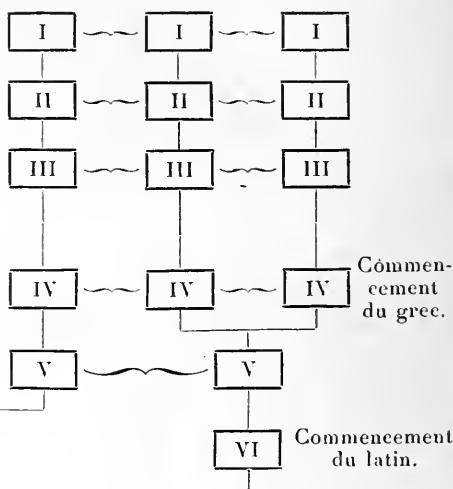 I I I
II II II
III III III
IV IV IV
Commen-
cement
du grec.
V V
VI
Commencement
du latin.